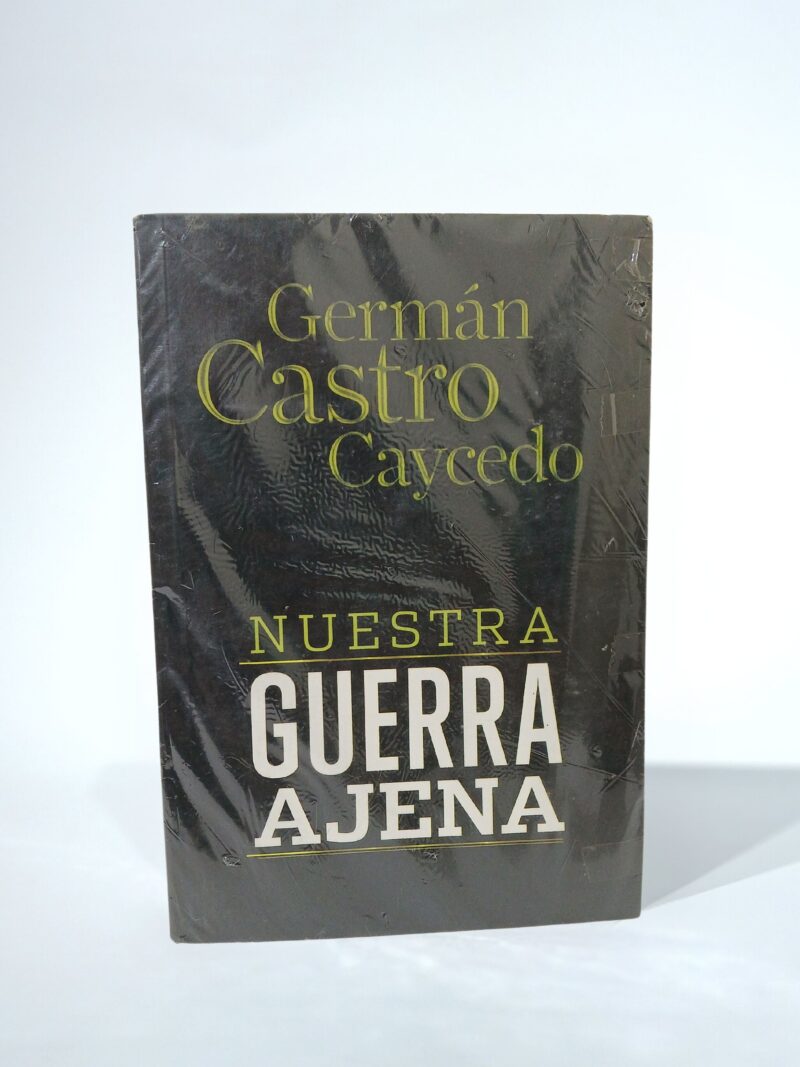 Germán
Castro
Caycedo
NUESTRA
GUERRA
AJENA